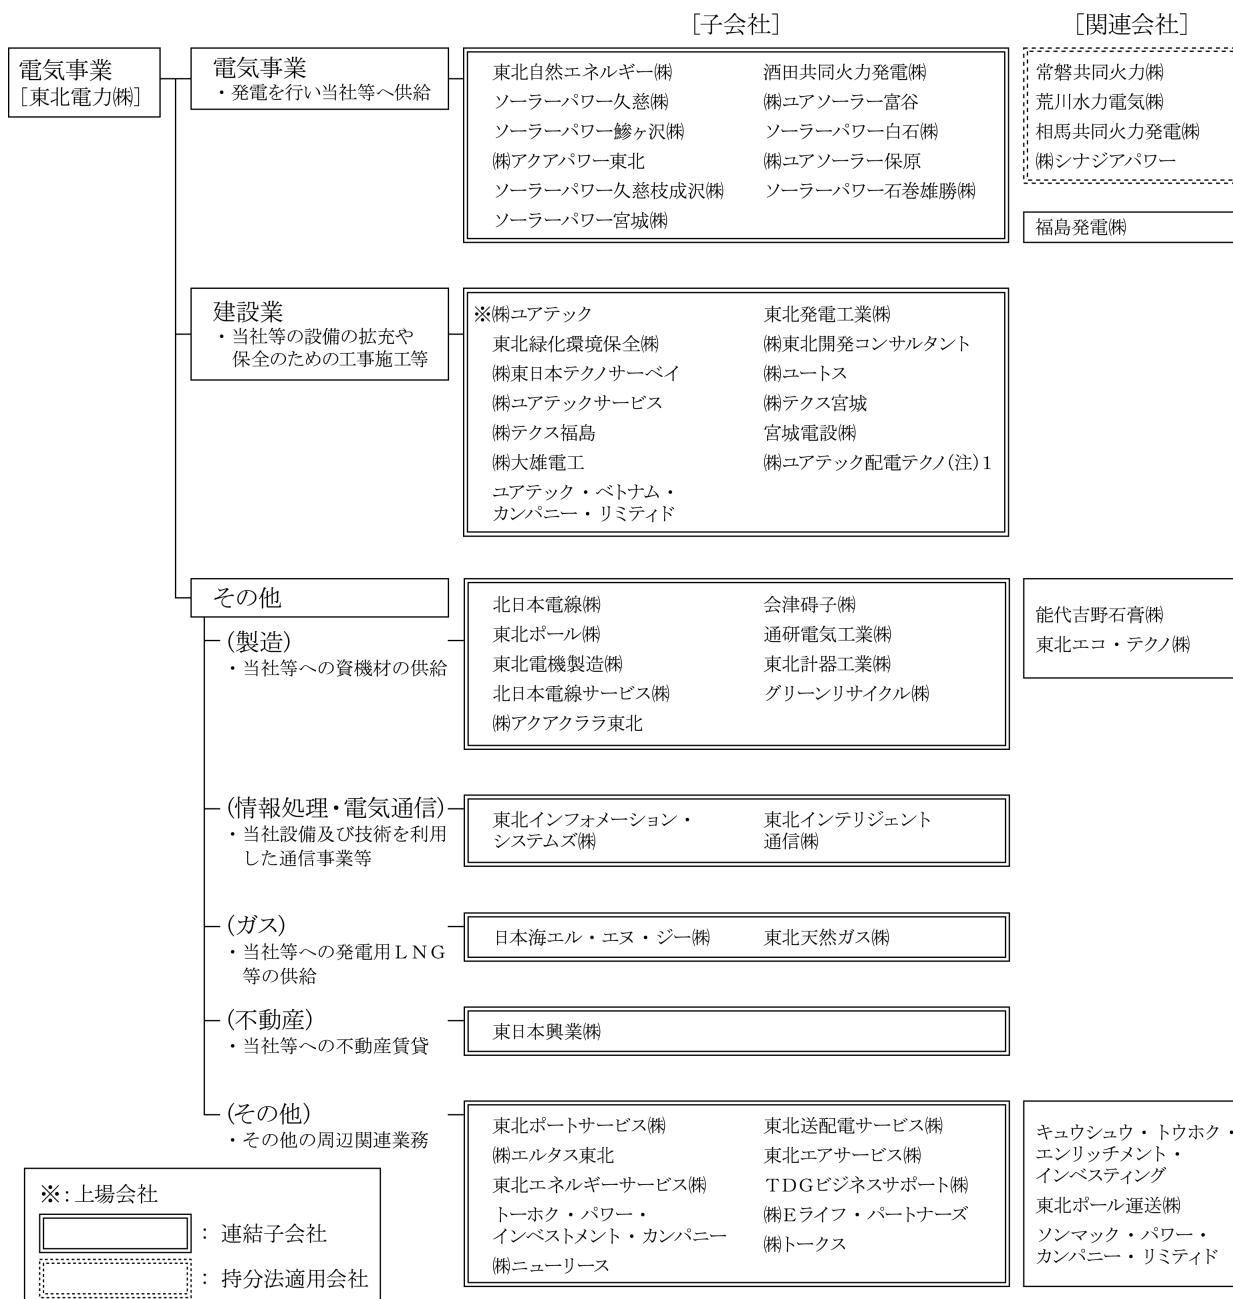 [子会社]
[関連会社]
電気事業
[東北電力㈱]
電気事業
・発電を行い当社等へ供給
東北自然エネルギー㈱
酒田共同火力発電㈱
ソーラーパワー久慈㈱
㈱ユアソーラー富谷
ソーラーパワー鰺ヶ沢㈱
ソーラーパワー白石㈱
㈱アクアパワー東北
㈱ユアソーラー保原
ソーラーパワー久慈枝成沢㈱
ソーラーパワー石巻雄勝㈱
ソーラーパワー宮城㈱
常磐共同火力㈱
荒川水力電気㈱
相馬共同火力発電㈱
㈱シナジアパワー
福島発電㈱
建設業
・当社等の設備の拡充や
保全のための工事施工等
※㈱ユアテック
東北発電工業㈱
東北緑化環境保全㈱
㈱東北開発コンサルタント
㈱東日本テクノサーベイ
㈱ユートス
㈱ユアテックサービス
㈱テクス宮城
㈱テクス福島
宮城電設㈱
㈱大雄電工
㈱ユアテック配電テクノ(注)1
ユアテック・ベトナム・
カンパニー・リミティド
その他
(製造)
・当社等への資機材の供給
北日本電線㈱
会津碍子㈱
東北ポール㈱
通研電気工業㈱
東北電機製造㈱
東北計器工業㈱
北日本電線サービス㈱
グリーンリサイクル㈱
㈱アクアクララ東北
能代吉野石膏㈱
東北エコ・テクノ㈱
(情報処理・電気通信)
・当社設備及び技術を利用
した通信事業等
東北インフォメーション・
システムズ㈱
東北インテリジェント
通信㈱
(ガス)
・当社等への発電用LNG
等の供給
日本海エル・エヌ・ジー㈱
東北天然ガス㈱
(不動産)
・当社等への不動産賃貸
東日本興業㈱
(その他)
・その他の周辺関連業務
東北ポートサービス㈱
東北送配電サービス㈱
㈱エルタス東北
東北エアサービス㈱
東北エネルギーサービス㈱
TDGビジネスサポート㈱
トーホク・パワー・
インベストメント・カンパニー
㈱Eライフ・パートナーズ
㈱トークス
㈱ニューリース
キュウシュウ・トウホク・
エンリッチメント・
インベスティング
東北ポール運送㈱
ソンマック・パワー・
カンパニー・リミティド
※:上場会社
:連結子会社
:持分法適用会社